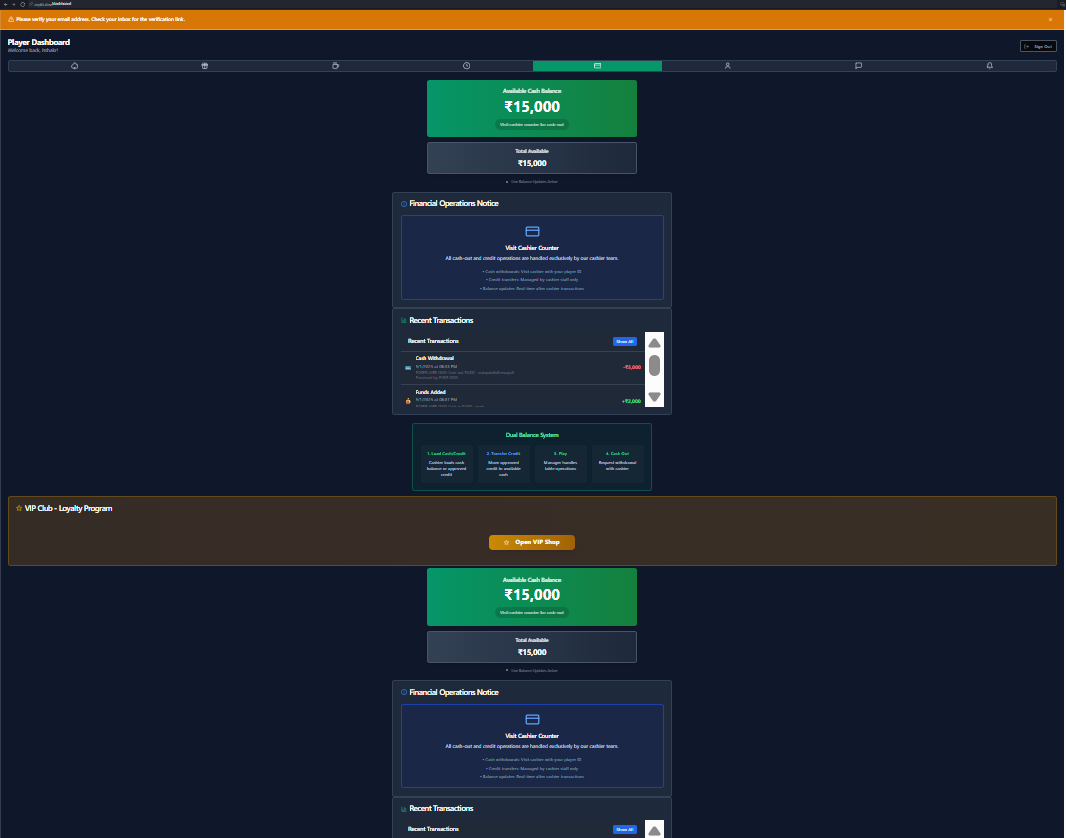 Please verify your email address. Check your inbox for the verification link.
Player Dashboard
Welcome back,
Sign Out
Available Cash Balance
₹15,000
Visit cashier counter for cash out
Total Available
₹15,000
Live Balance Updates Active
Financial Operations Notice
Visit Cashier Counter
All cash-out and credit operations are handled exclusively by our cashier team.
• Cash withdrawals: Visit cashier with your player ID
• Credit transfers: Managed by cashier staff only
• Balance updates: Real-time after cashier transactions
Recent Transactions
Recent Transactions
Show All
Cash Withdrawal
-₹5,000
Funds Added
+₹2,000
Dual Balance System
1. Load Cash/Credit
Cashier loads cash
balance or approved
credit
2. Transfer Credit
Move approved
credit to available
cash
3. Play
Manager handles
table operations
4. Cash Out
Request withdrawal
with cashier
VIP Club - Loyalty Program
Open VIP Shop
Available Cash Balance
₹15,000
Visit cashier counter for cash out
Total Available
₹15,000
Live Balance Updates Active
Financial Operations Notice
Visit Cashier Counter
All cash-out and credit operations are handled exclusively by our cashier team.
• Cash withdrawals: Visit cashier with your player ID
• Credit transfers: Managed by cashier staff only
• Balance updates: Real-time after cashier transactions
Recent Transactions
Recent Transactions
Show All